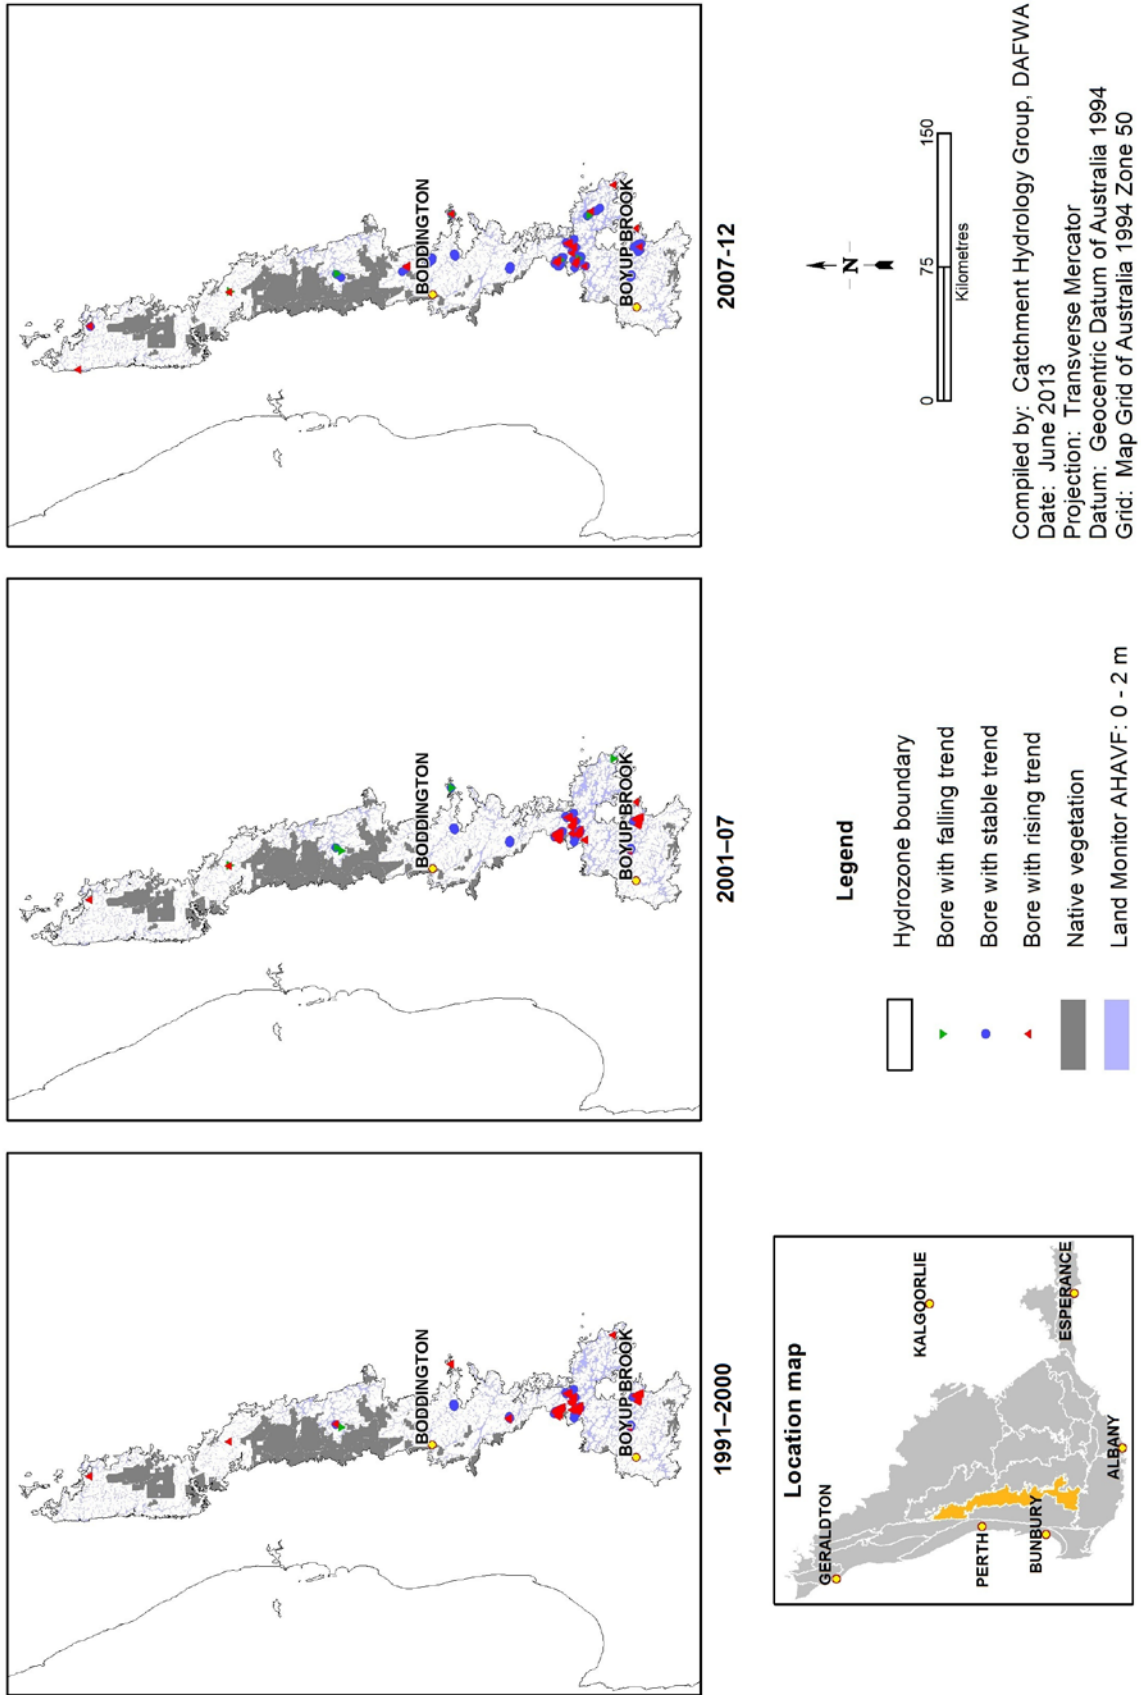 BODDINGTON
BOYUP BROOK
1991–2000
BODDINGTON
BOYUP BROOK
2001–07
BODDINGTON
BOYUP BROOK
2007-12
Location map
GERALDTON
KALGOORLIE
PERTH
BUNBURY
ESPERANCE
ALBANY
Legend
Hydrozone boundary
Bore with falling trend
Bore with stable trend
Bore with rising trend
Native vegetation
Land Monitor AHAVF: 0 - 2 m
N
0 75 150
Kilometres
Compiled by: Catchment Hydrology Group, DAFWA
Date: June 2013
Projection: Transverse Mercator
Datum: Geocentric Datum of Australia 1994
Grid: Map Grid of Australia 1994 Zone 50